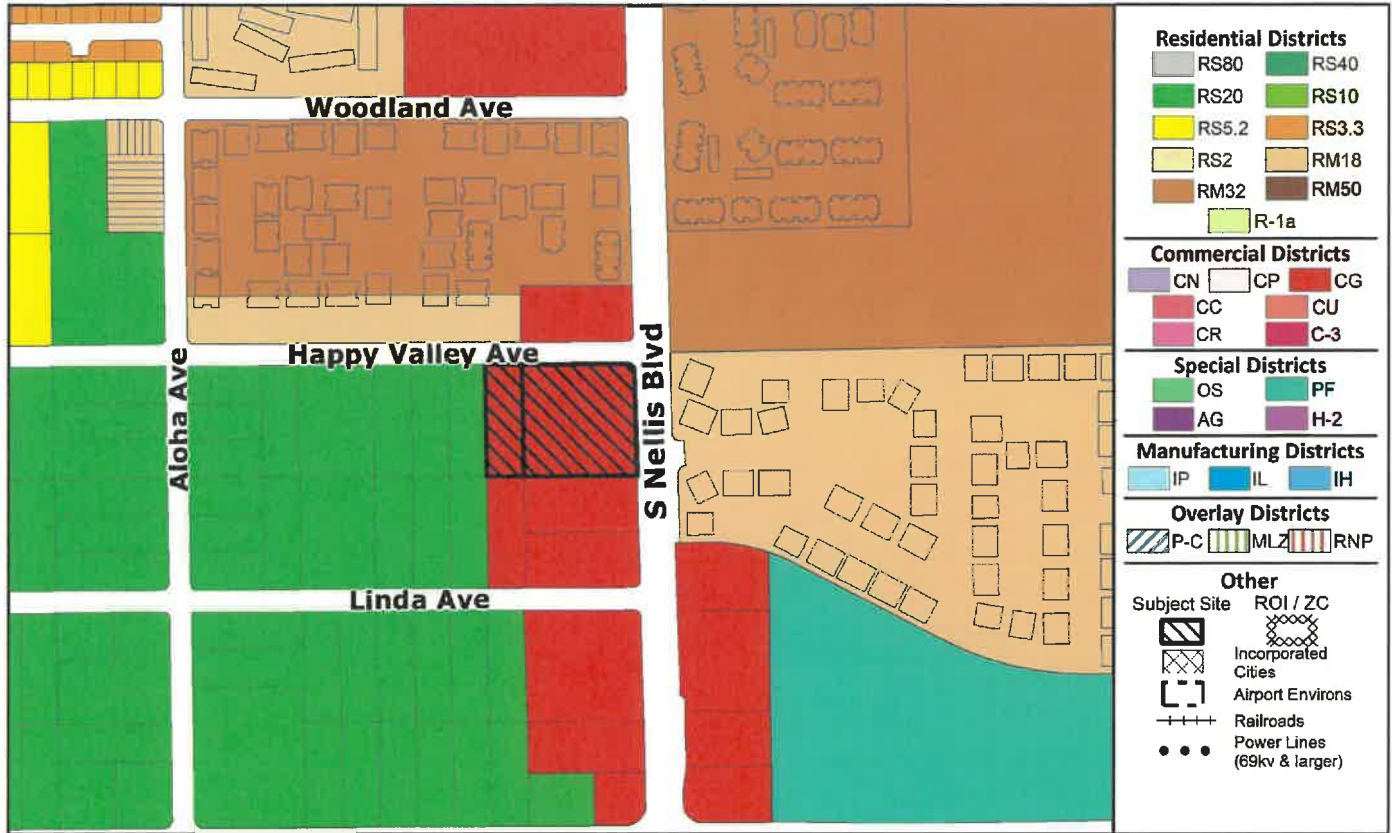 Woodland Ave
Happy Valley Ave
Aloha Ave
S Nellis Blvd
Linda Ave
Residential Districts
RS80 RS40
RS20 RS10
RS5.2 RS3.3
RS2 RM18
RM32 RM50
R-1a
Commercial Districts
CN CP CG
CC CU
CR C-3
Special Districts
OS PF
AG H-2
Manufacturing Districts
IP IL IH
Overlay Districts
P-C MLZ RNP
Other
Subject Site ROI / ZC
Incorporated
Cities
Airport Environs
Railroads
Power Lines
(69kv & larger)